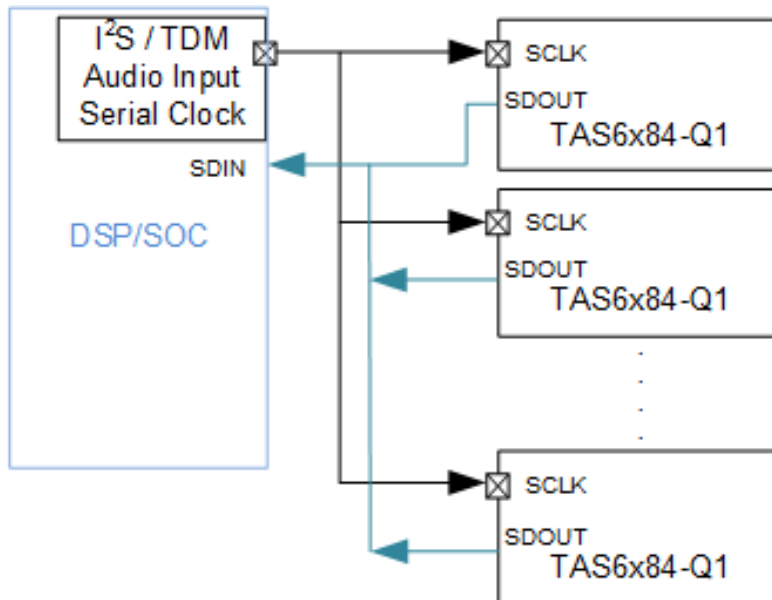 I²S / TDM
Audio Input
Serial Clock
SDIN
DSP/SOC
SCLK
SDOUT
TAS6x84-Q1
SCLK
SDOUT
TAS6x84-Q1
SCLK
SDOUT
TAS6x84-Q1